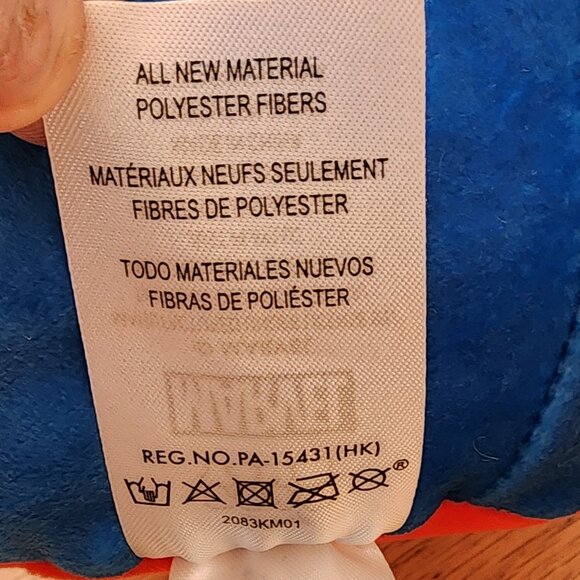 ALL NEW MATERIAL
POLYESTER FIBERS
MATÉRIAUX NEUFS SEULEMENT
FIBRES DE POLYESTER
TODO MATERIALES NUEVOS
FIBRAS DE POLIÉSTER
MARVEL
REG.NO.PA-15431(HK)
®
2083KM01